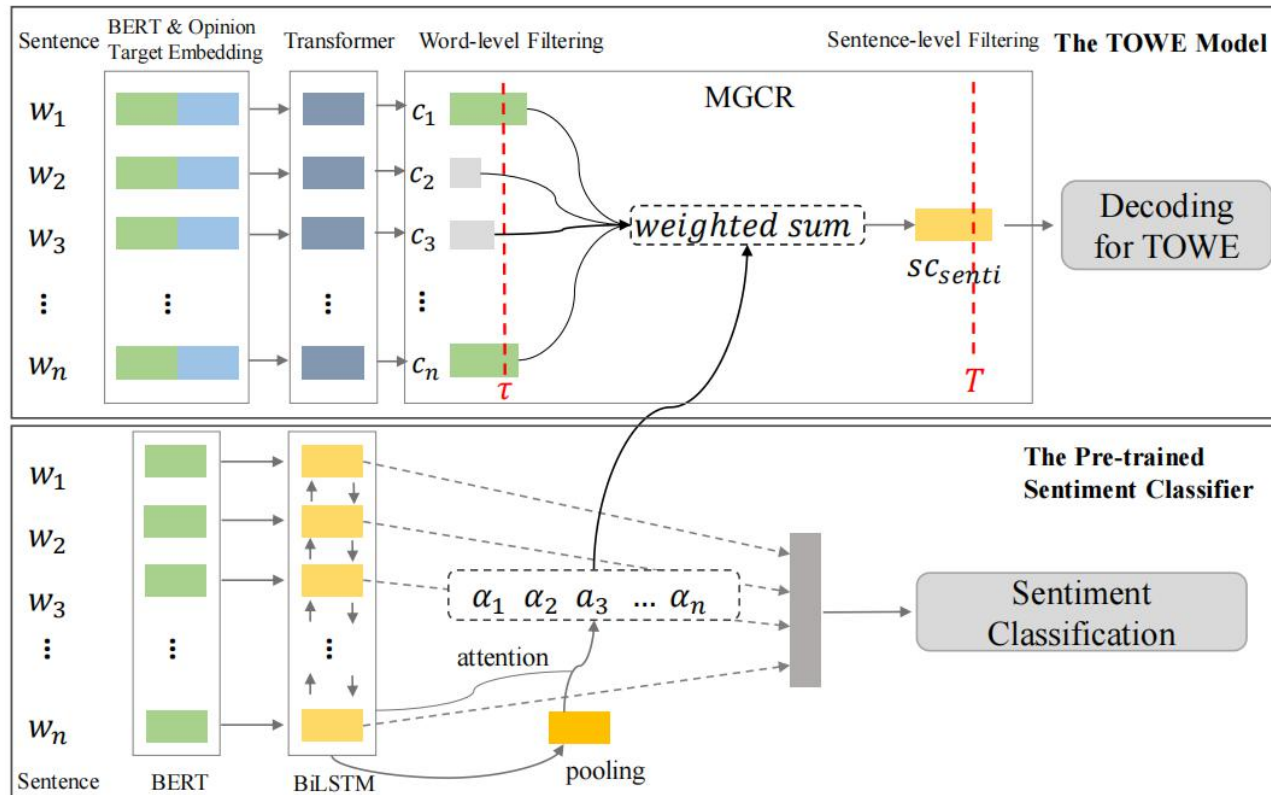 Sentence
BERT & Opinion
Target Embedding
Transformer
Word-level Filtering
Sentence-level Filtering
The TOWE Model
MGCR
w₁
w₂
w₃
⋮
wₙ
⋮
⋮
c₁
c₂
c₃
⋮
cₙ
τ
weighted sum
sc_senti
T
Decoding
for TOWE
The Pre-trained
Sentiment Classifier
w₁
w₂
w₃
⋮
wₙ
⋮
⋮
α₁ α₂ a₃ … αₙ
attention
pooling
Sentiment
Classification
Sentence
BERT
BiLSTM